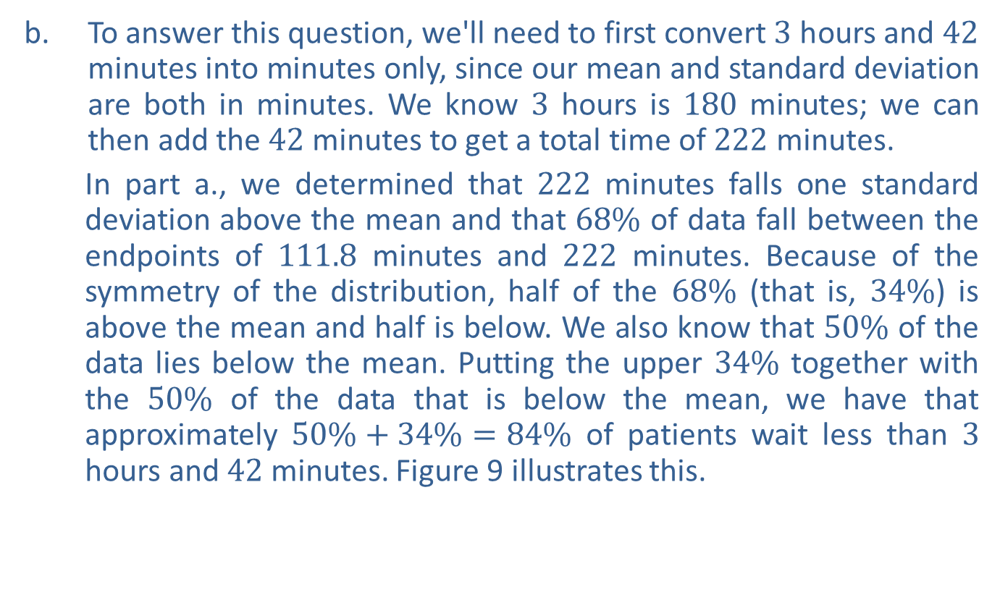 b. To answer this question, we'll need to first convert 3 hours and 42
minutes into minutes only, since our mean and standard deviation
are both in minutes. We know 3 hours is 180 minutes; we can
then add the 42 minutes to get a total time of 222 minutes.
In part a., we determined that 222 minutes falls one standard
deviation above the mean and that 68% of data fall between the
endpoints of 111.8 minutes and 222 minutes. Because of the
symmetry of the distribution, half of the 68% (that is, 34%) is
above the mean and half is below. We also know that 50% of the
data lies below the mean. Putting the upper 34% together with
the 50% of the data that is below the mean, we have that
approximately 50% + 34% = 84% of patients wait less than 3
hours and 42 minutes. Figure 9 illustrates this.